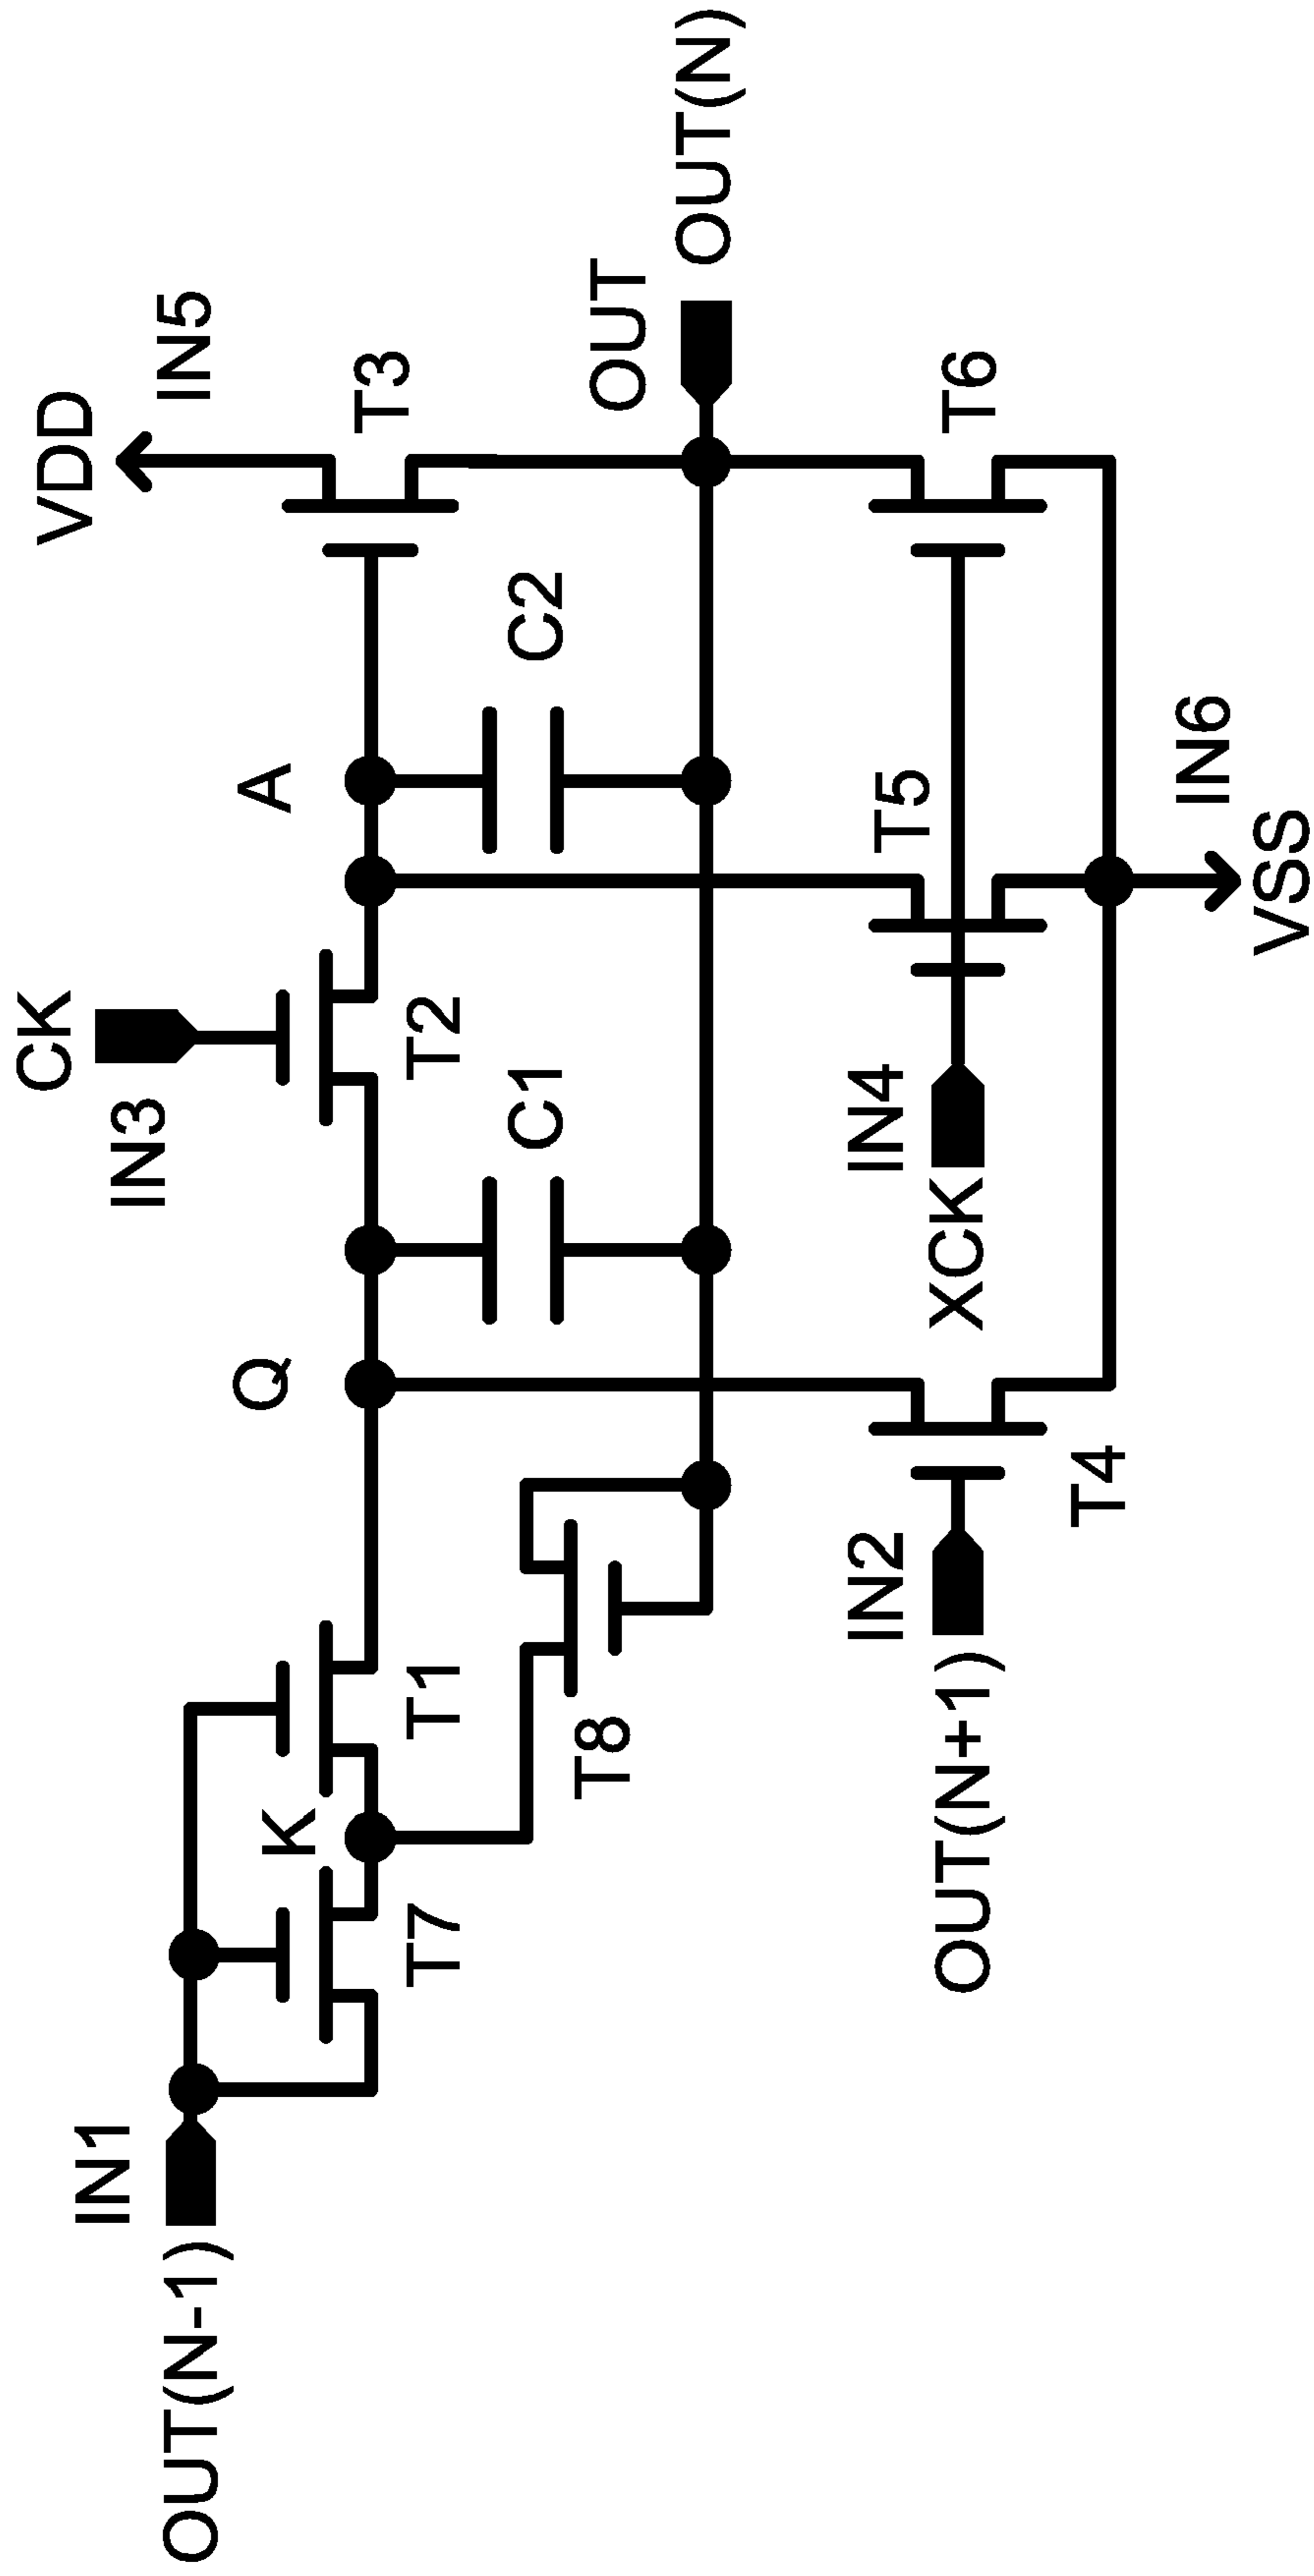 VDD
CK
IN5
IN3
IN1
OUT(N-1)
A
Q
K
T3
T2
T1
T7
C2
C1
OUT
OUT(N)
T8
T5
T6
IN4
XCK
IN2
OUT(N+1)
T4
IN6
VSS